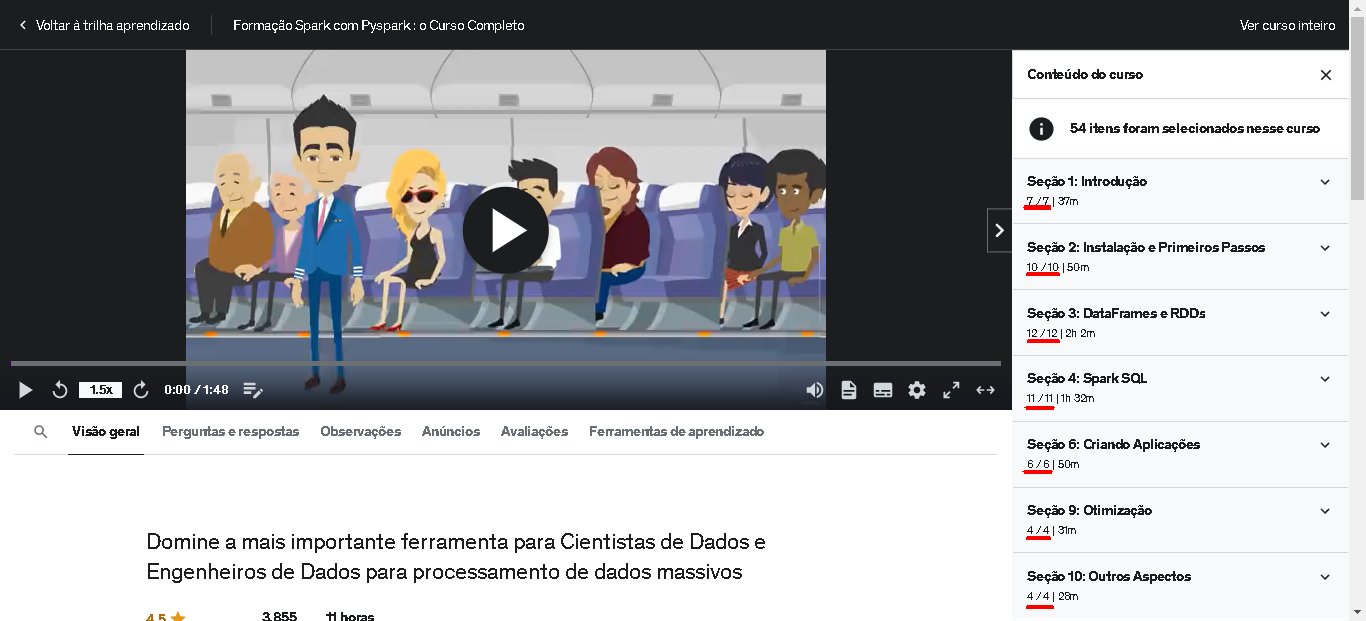 Voltar à trilha aprendizado
Formação Spark com Pyspark : o Curso Completo
Ver curso inteiro
1.5x
0:00 / 1:48
Visão geral
Perguntas e respostas
Observações
Anúncios
Avaliações
Ferramentas de aprendizado
Domine a mais importante ferramenta para Cientistas de Dados e
Engenheiros de Dados para processamento de dados massivos
4,5
3.855
11 horas
Conteúdo do curso
54 itens foram selecionados nesse curso
Seção 1: Introdução
7 / 7 | 37m
Seção 2: Instalação e Primeiros Passos
10 / 10 | 50m
Seção 3: DataFrames e RDDs
12 / 12 | 2h 2m
Seção 4: Spark SQL
11 / 11 | 1h 32m
Seção 6: Criando Aplicações
6 / 6 | 50m
Seção 9: Otimização
4 / 4 | 31m
Seção 10: Outros Aspectos
4 / 4 | 28m